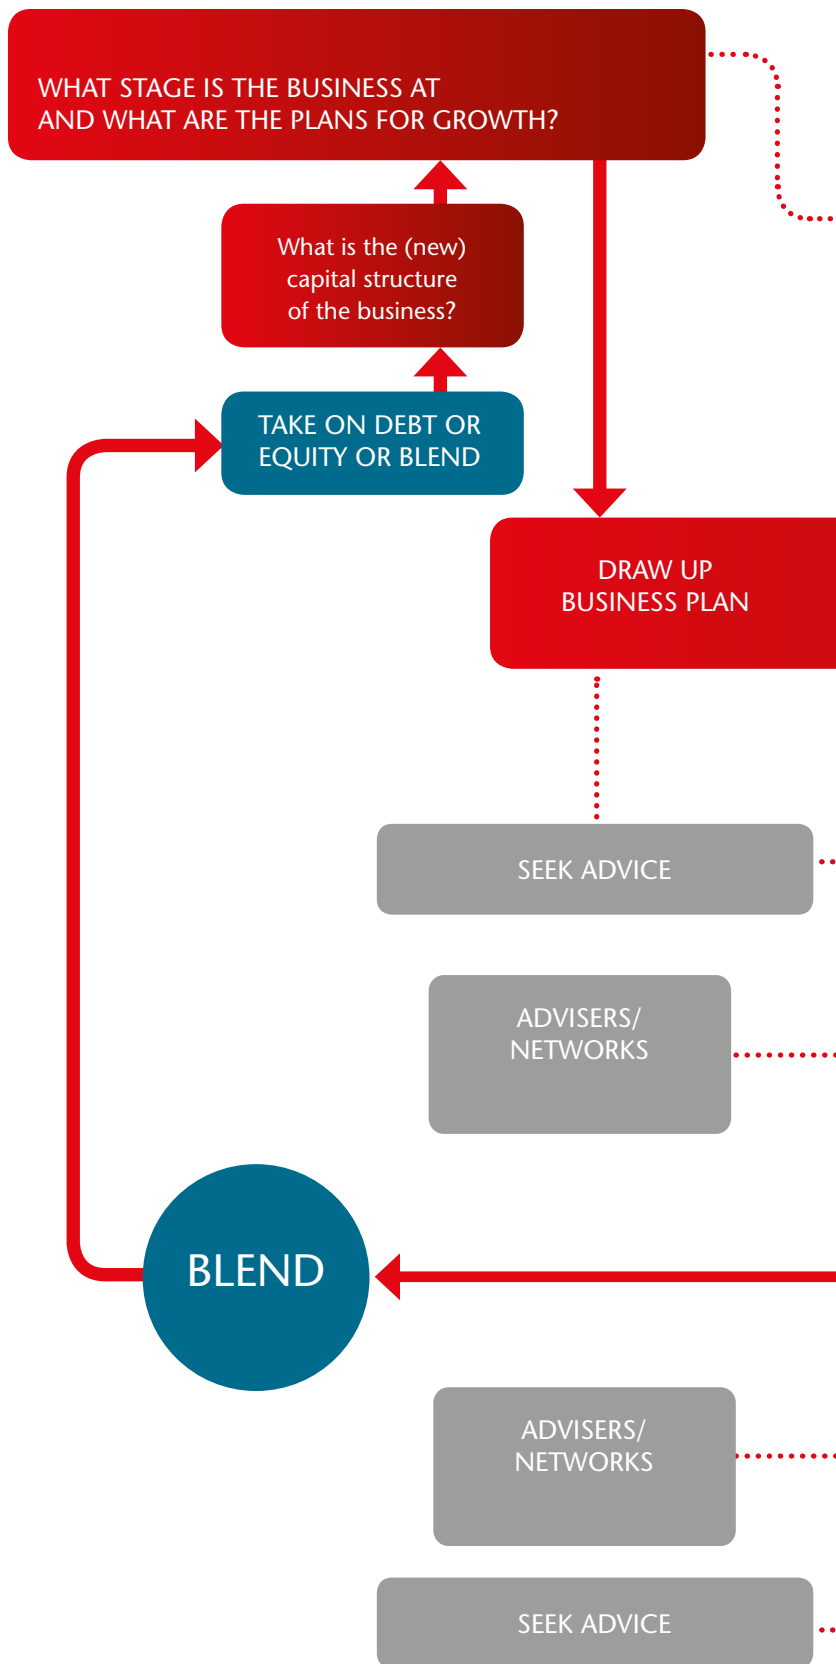 WHAT STAGE IS THE BUSINESS AT
AND WHAT ARE THE PLANS FOR GROWTH?
What is the (new)
capital structure
of the business?
TAKE ON DEBT OR
EQUITY OR BLEND
DRAW UP
BUSINESS PLAN
SEEK ADVICE
ADVISERS/
NETWORKS
BLEND
ADVISERS/
NETWORKS
SEEK ADVICE